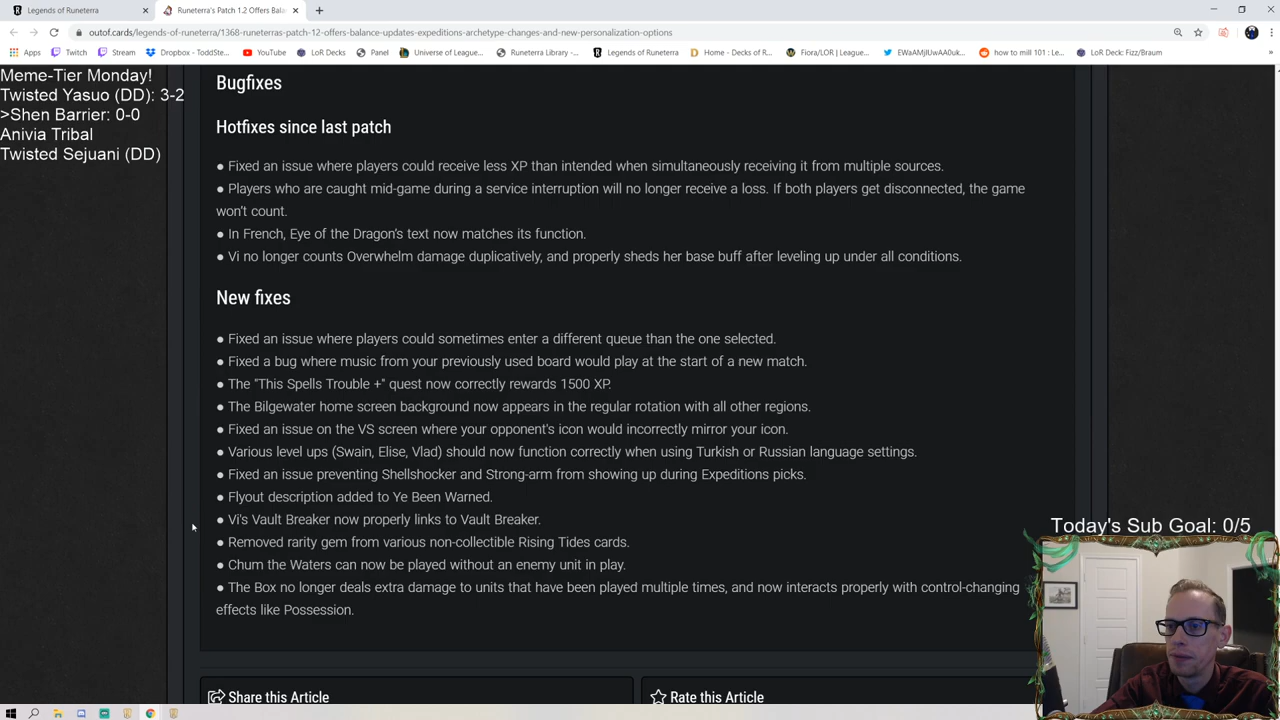 Legends of Runeterra
Runeterra's Patch 1.2 Offers Bala
outof.cards/legends-of-runeterra/1368-runeterras-patch-12-offers-balance-updates-expeditions-archetype-changes-and-new-personalization-options
Apps Twitch Stream Dropbox - ToddSte... YouTube LoR Decks Panel Universe of League... Runeterra Library -... Legends of Runeterra Home - Decks of R... Fiora/LOR | League... EWaAMjIUwAA0uk... how to mill 101 : Le... LoR Deck: Fizz/Braum
Meme-Tier Monday!
Twisted Yasuo (DD): 3-2
>Shen Barrier: 0-0
Anivia Tribal
Twisted Sejuani (DD)
Bugfixes
Hotfixes since last patch
● Fixed an issue where players could receive less XP than intended when simultaneously receiving it from multiple sources.
● Players who are caught mid-game during a service interruption will no longer receive a loss. If both players get disconnected, the game
won't count.
● In French, Eye of the Dragon's text now matches its function.
● Vi no longer counts Overwhelm damage duplicatively, and properly sheds her base buff after leveling up under all conditions.
New fixes
● Fixed an issue where players could sometimes enter a different queue than the one selected.
● Fixed a bug where music from your previously used board would play at the start of a new match.
● The "This Spells Trouble +" quest now correctly rewards 1500 XP.
● The Bilgewater home screen background now appears in the regular rotation with all other regions.
● Fixed an issue on the VS screen where your opponent's icon would incorrectly mirror your icon.
● Various level ups (Swain, Elise, Vlad) should now function correctly when using Turkish or Russian language settings.
● Fixed an issue preventing Shellshocker and Strong-arm from showing up during Expeditions picks.
● Flyout description added to Ye Been Warned.
● Vi's Vault Breaker now properly links to Vault Breaker.
● Removed rarity gem from various non-collectible Rising Tides cards.
● Chum the Waters can now be played without an enemy unit in play.
● The Box no longer deals extra damage to units that have been played multiple times, and now interacts properly with control-changing
effects like Possession.
Today's Sub Goal: 0/5
Share this Article
Rate this Article